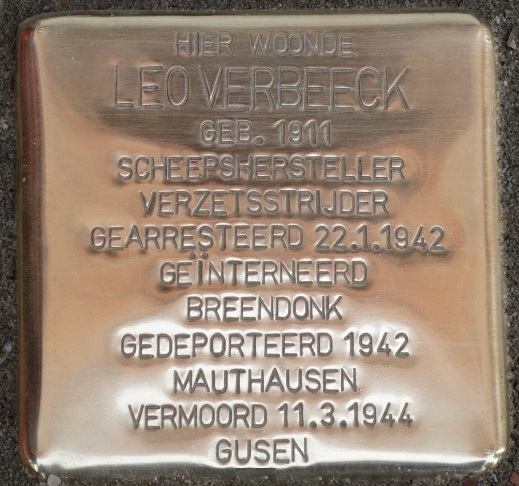 HIER WOONDE
LEO VERBEECK
GEB. 1911
SCHEEPSHERSTELLER
VERZETSSTRIJDER
GEARRESTEERD 22.1.1942
GEÏNTERNEERD
BREENDONK
GEDEPORTEERD 1942
MAUTHAUSEN
VERMOORD 11.3.1944
GUSEN